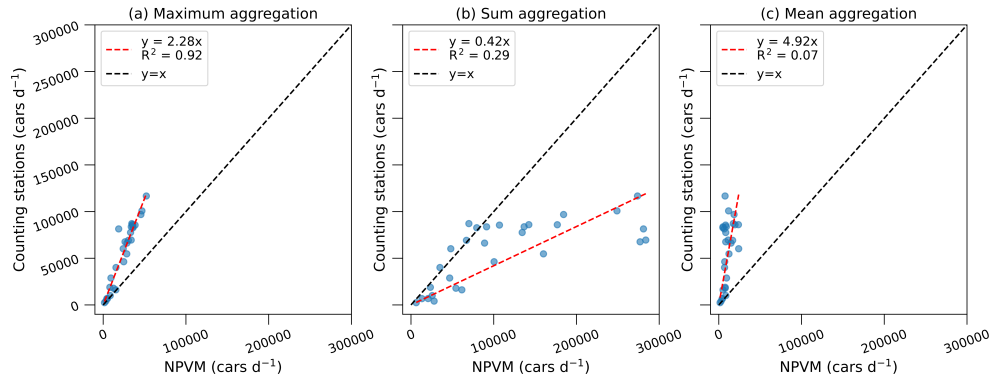 (a) Maximum aggregation
300000
250000
200000
150000
100000
50000
0
Counting stations (cars d⁻¹)
y = 2.28x
R² = 0.92
y=x
0
100000
200000
300000
NPVM (cars d⁻¹)
(b) Sum aggregation
Counting stations (cars d⁻¹)
y = 0.42x
R² = 0.29
y=x
0
100000
200000
300000
NPVM (cars d⁻¹)
(c) Mean aggregation
Counting stations (cars d⁻¹)
y = 4.92x
R² = 0.07
y=x
0
100000
200000
300000
NPVM (cars d⁻¹)